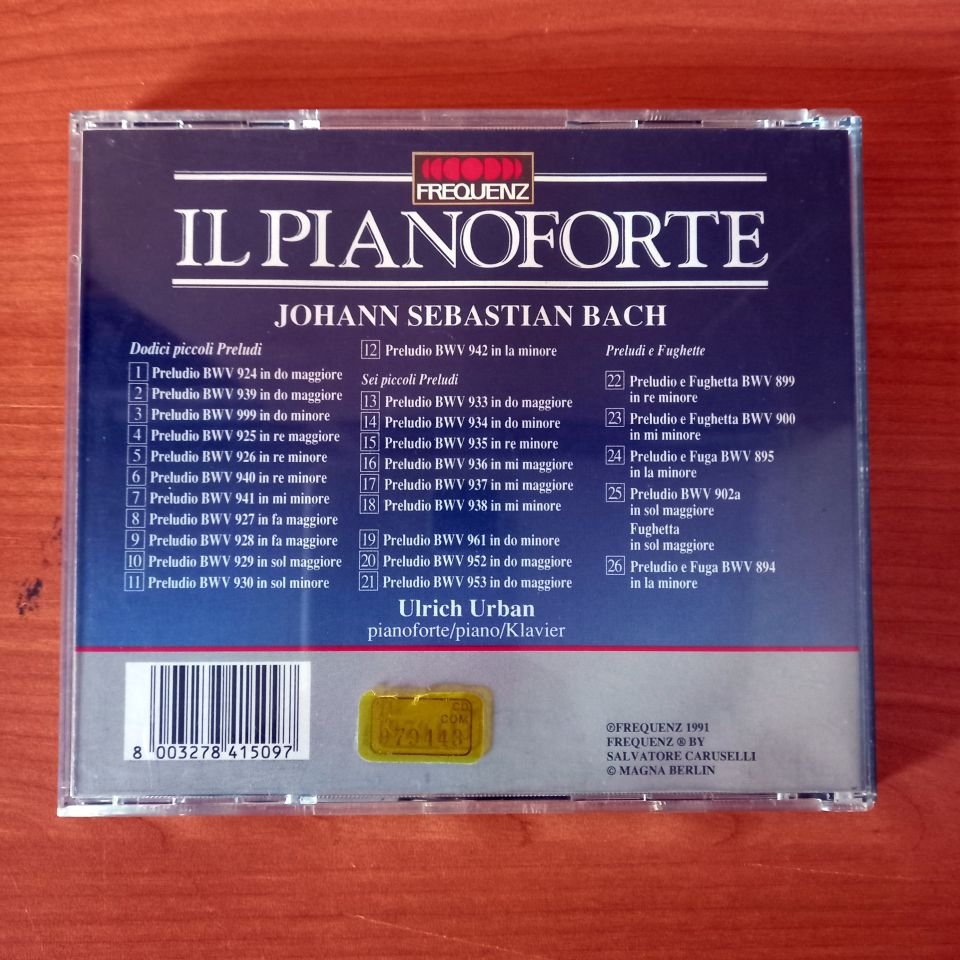 FREQUENZ
IL PIANOFORTE
JOHANN SEBASTIAN BACH
Dodici piccoli Preludi
1 Preludio BWV 924 in do maggiore
2 Preludio BWV 939 in do maggiore
3 Preludio BWV 999 in do minore
4 Preludio BWV 925 in re maggiore
5 Preludio BWV 926 in re minore
6 Preludio BWV 940 in re minore
7 Preludio BWV 941 in mi minore
8 Preludio BWV 927 in fa maggiore
9 Preludio BWV 928 in fa maggiore
10 Preludio BWV 929 in sol maggiore
11 Preludio BWV 930 in sol minore
12 Preludio BWV 942 in la minore
Sei piccoli Preludi
13 Preludio BWV 933 in do maggiore
14 Preludio BWV 934 in do minore
15 Preludio BWV 935 in re minore
16 Preludio BWV 936 in mi maggiore
17 Preludio BWV 937 in mi maggiore
18 Preludio BWV 938 in mi minore
19 Preludio BWV 961 in do minore
20 Preludio BWV 952 in do maggiore
21 Preludio BWV 953 in do maggiore
Preludi e Fughette
22 Preludio e Fughetta BWV 899
in re minore
23 Preludio e Fughetta BWV 900
in mi minore
24 Preludio e Fuga BWV 895
in la minore
25 Preludio BWV 902a
in sol maggiore
Fughetta
in sol maggiore
26 Preludio e Fuga BWV 894
in la minore
Ulrich Urban
pianoforte/piano/Klavier
8 003278 415097
CD
COM
979443
℗FREQUENZ 1991
FREQUENZ ® BY
SALVATORE CARUSELLI
© MAGNA BERLIN